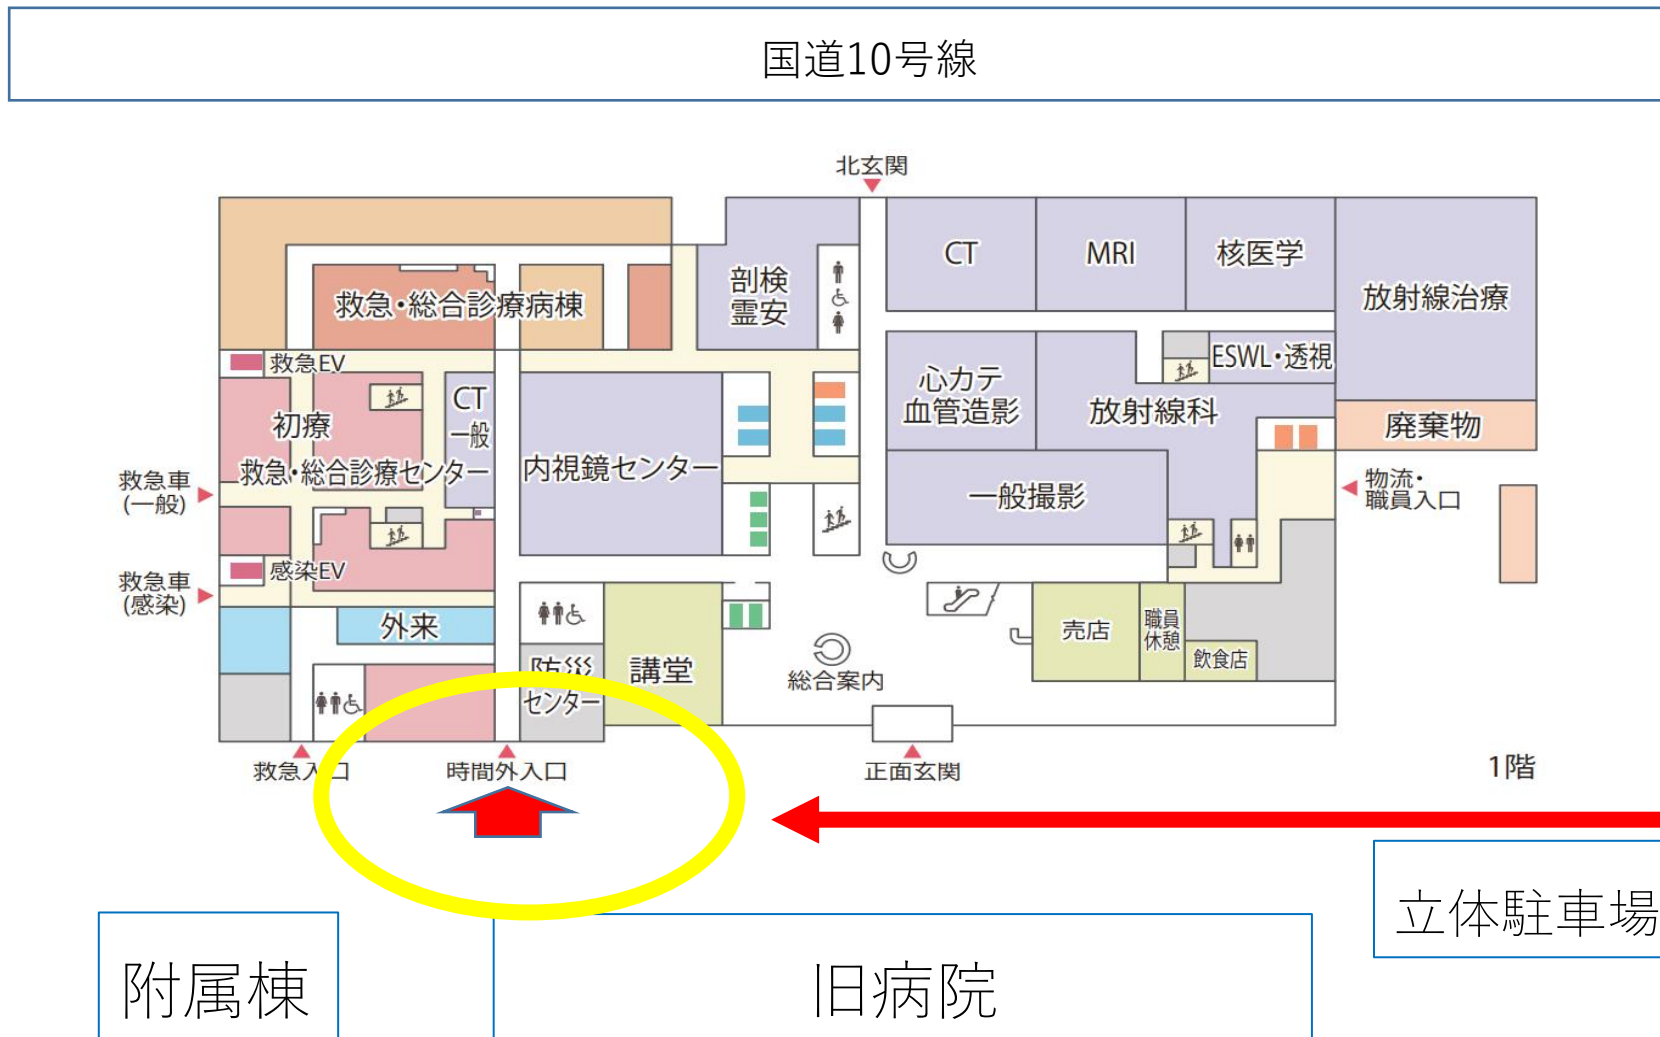 国道10号線
北玄関
CT
MRI
核医学
放射線治療
剖検
霊安
救急・総合診療病棟
救急EV
初療
CT
一般
救急・総合診療センター
内視鏡センター
心カテ
血管造影
放射線科
ESWL・透視
廃棄物
救急車
(一般)
一般撮影
物流・
職員入口
感染EV
救急車
(感染)
外来
防災
センター
講堂
総合案内
売店
職員
休憩
飲食店
救急入口
時間外入口
正面玄関
1階
立体駐車場
附属棟
旧病院